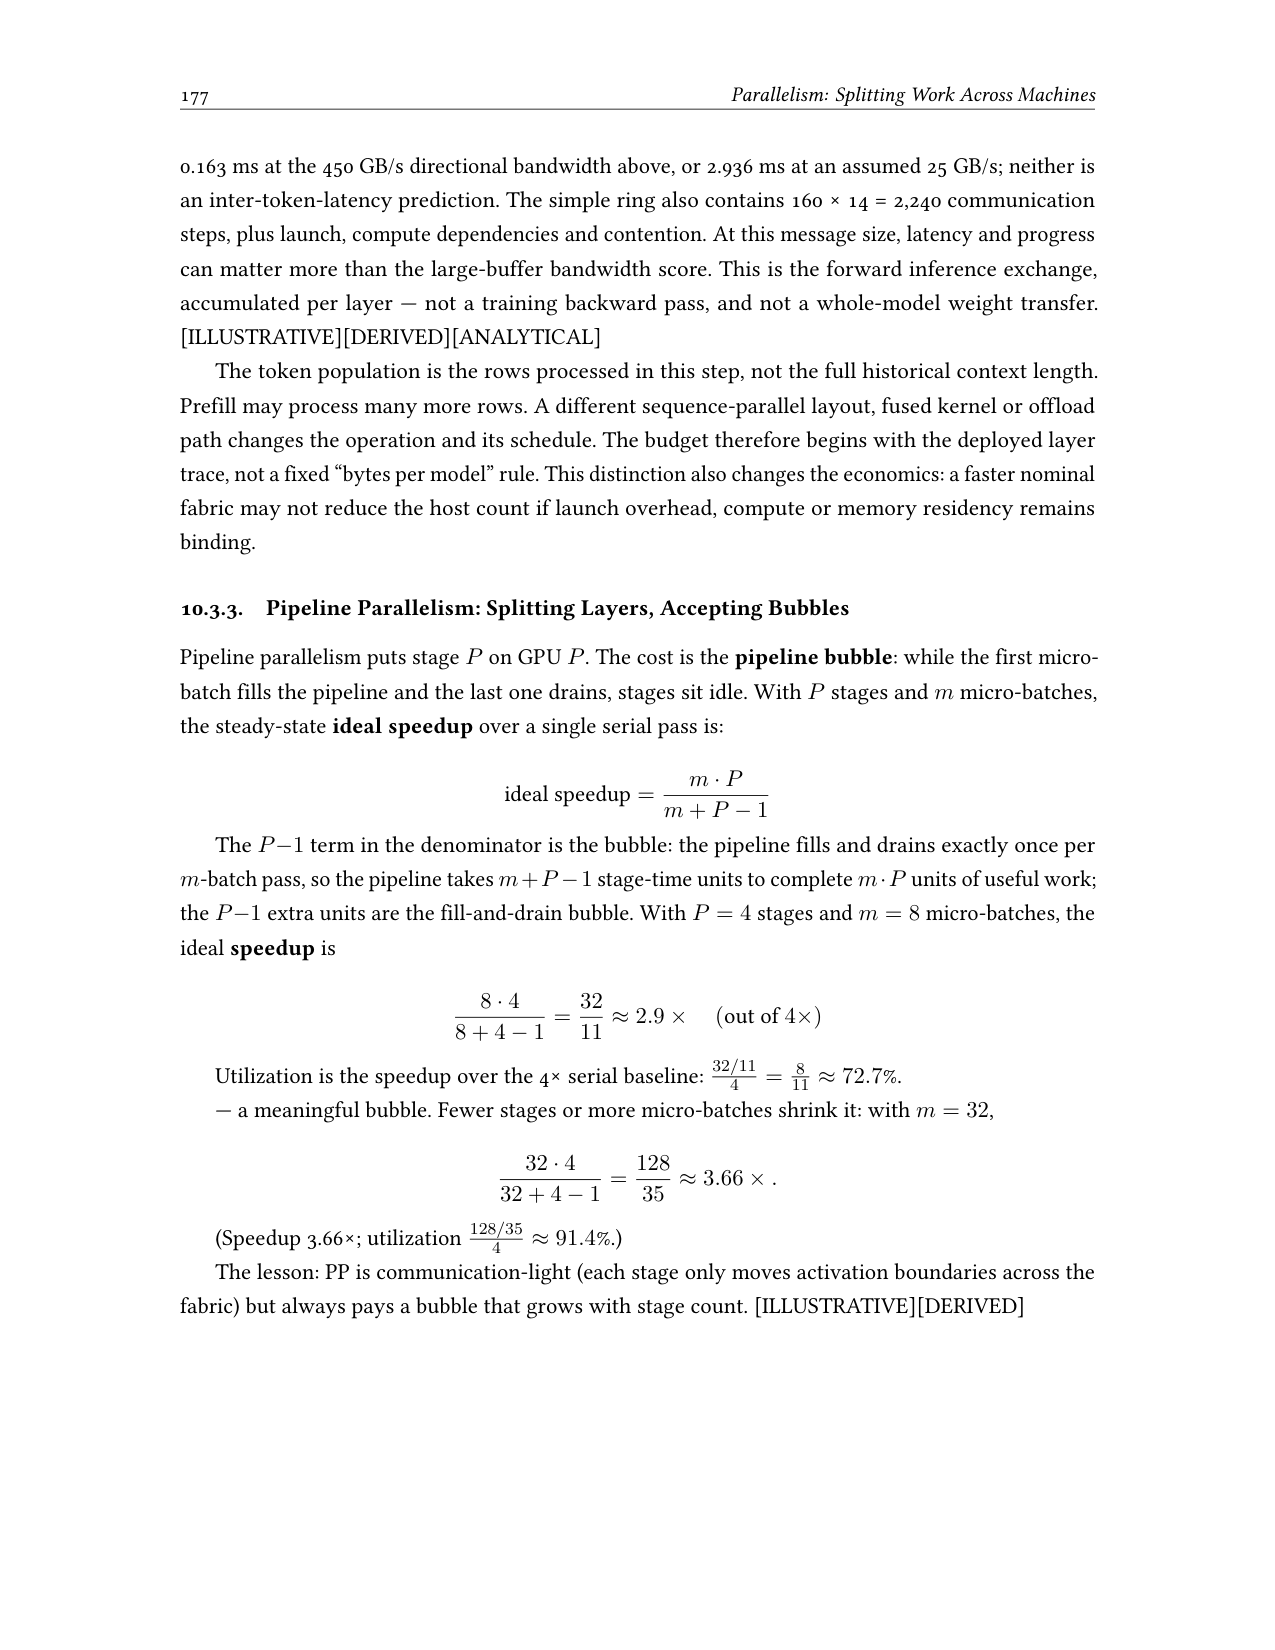 177 Parallelism: Splitting Work Across Machines
0.163 ms at the 450 GB/s directional bandwidth above, or 2.936 ms at an assumed 25 GB/s; neither is
an inter-token-latency prediction. The simple ring also contains 160 × 14 = 2,240 communication
steps, plus launch, compute dependencies and contention. At this message size, latency and progress
can matter more than the large-buffer bandwidth score. This is the forward inference exchange,
accumulated per layer — not a training backward pass, and not a whole-model weight transfer.
[ILLUSTRATIVE][DERIVED][ANALYTICAL]
The token population is the rows processed in this step, not the full historical context length.
Prefill may process many more rows. A different sequence-parallel layout, fused kernel or offload
path changes the operation and its schedule. The budget therefore begins with the deployed layer
trace, not a fixed “bytes per model” rule. This distinction also changes the economics: a faster nominal
fabric may not reduce the host count if launch overhead, compute or memory residency remains
binding.
10.3.3. Pipeline Parallelism: Splitting Layers, Accepting Bubbles
Pipeline parallelism puts stage P on GPU P. The cost is the pipeline bubble: while the first micro-
batch fills the pipeline and the last one drains, stages sit idle. With P stages and m micro-batches,
the steady-state ideal speedup over a single serial pass is:
ideal speedup = m · P / m + P − 1
The P−1 term in the denominator is the bubble: the pipeline fills and drains exactly once per
m-batch pass, so the pipeline takes m + P − 1 stage-time units to complete m · P units of useful work;
the P−1 extra units are the fill-and-drain bubble. With P = 4 stages and m = 8 micro-batches, the
ideal speedup is
8 · 4 / 8 + 4 − 1 = 32 / 11 ≈ 2.9 × (out of 4×)
Utilization is the speedup over the 4× serial baseline: 32/11 / 4 = 8 / 11 ≈ 72.7%.
— a meaningful bubble. Fewer stages or more micro-batches shrink it: with m = 32,
32 · 4 / 32 + 4 − 1 = 128 / 35 ≈ 3.66 × .
(Speedup 3.66×; utilization 128/35 / 4 ≈ 91.4%.)
The lesson: PP is communication-light (each stage only moves activation boundaries across the
fabric) but always pays a bubble that grows with stage count. [ILLUSTRATIVE][DERIVED]